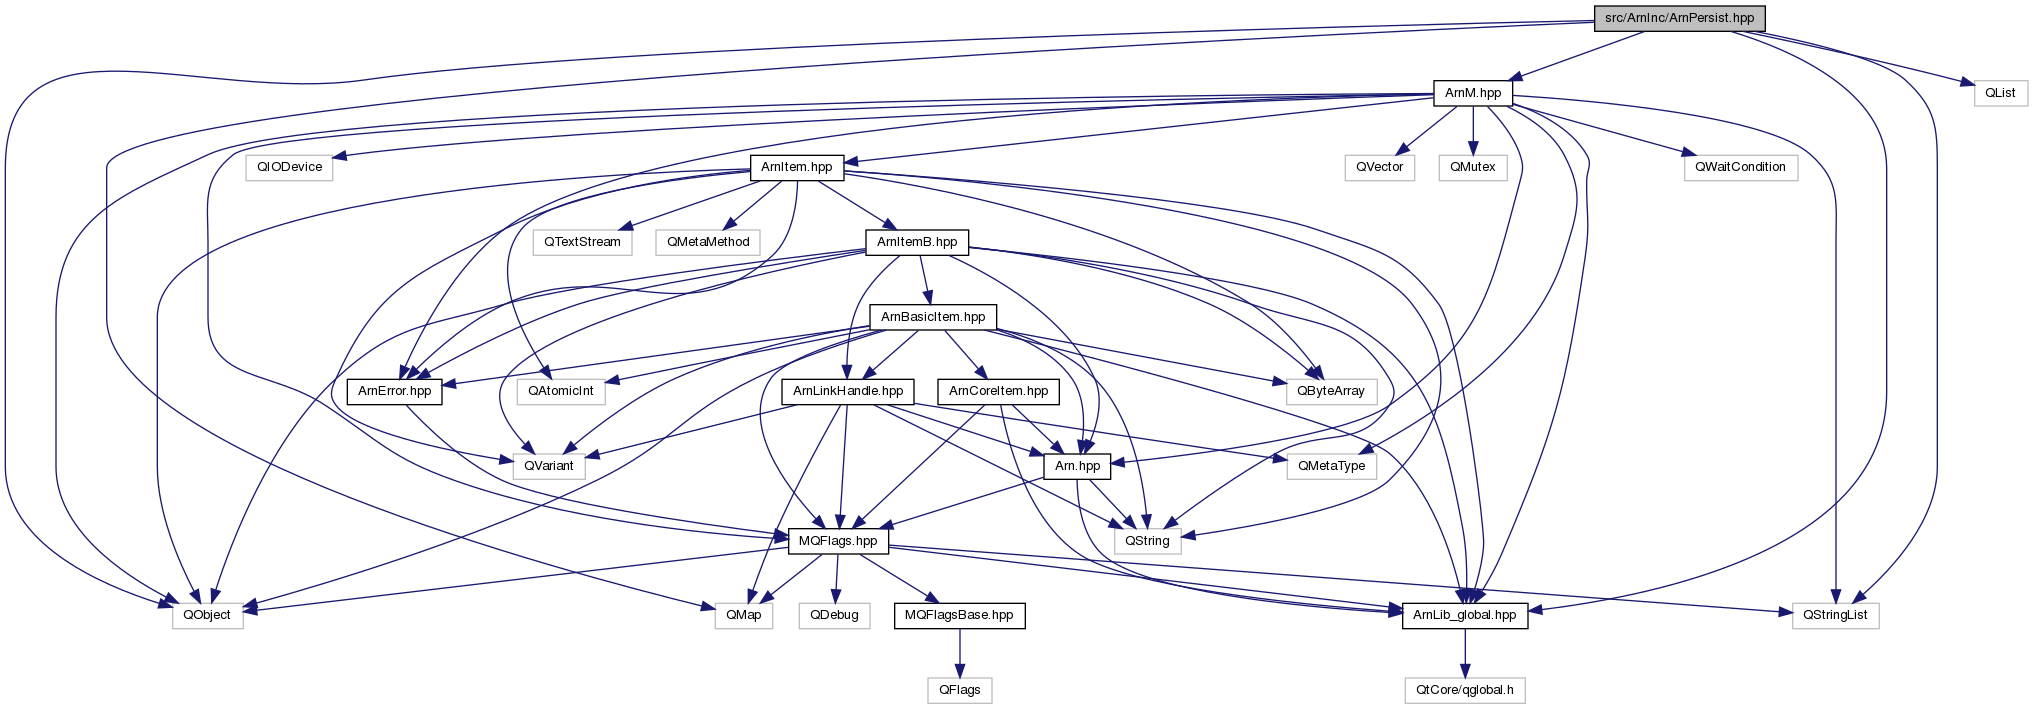 src/ArnInc/ArnPersist.hpp
ArnM.hpp
QList
QIODevice
ArnItem.hpp
QVector
QMutex
QWaitCondition
QTextStream
QMetaMethod
ArnItemB.hpp
ArnBasicItem.hpp
ArnError.hpp
QAtomicInt
ArnLinkHandle.hpp
ArnCoreItem.hpp
QByteArray
QVariant
Arn.hpp
QMetaType
MQFlags.hpp
QString
QObject
QMap
QDebug
MQFlagsBase.hpp
ArnLib_global.hpp
QStringList
QFlags
QtCore/qglobal.h